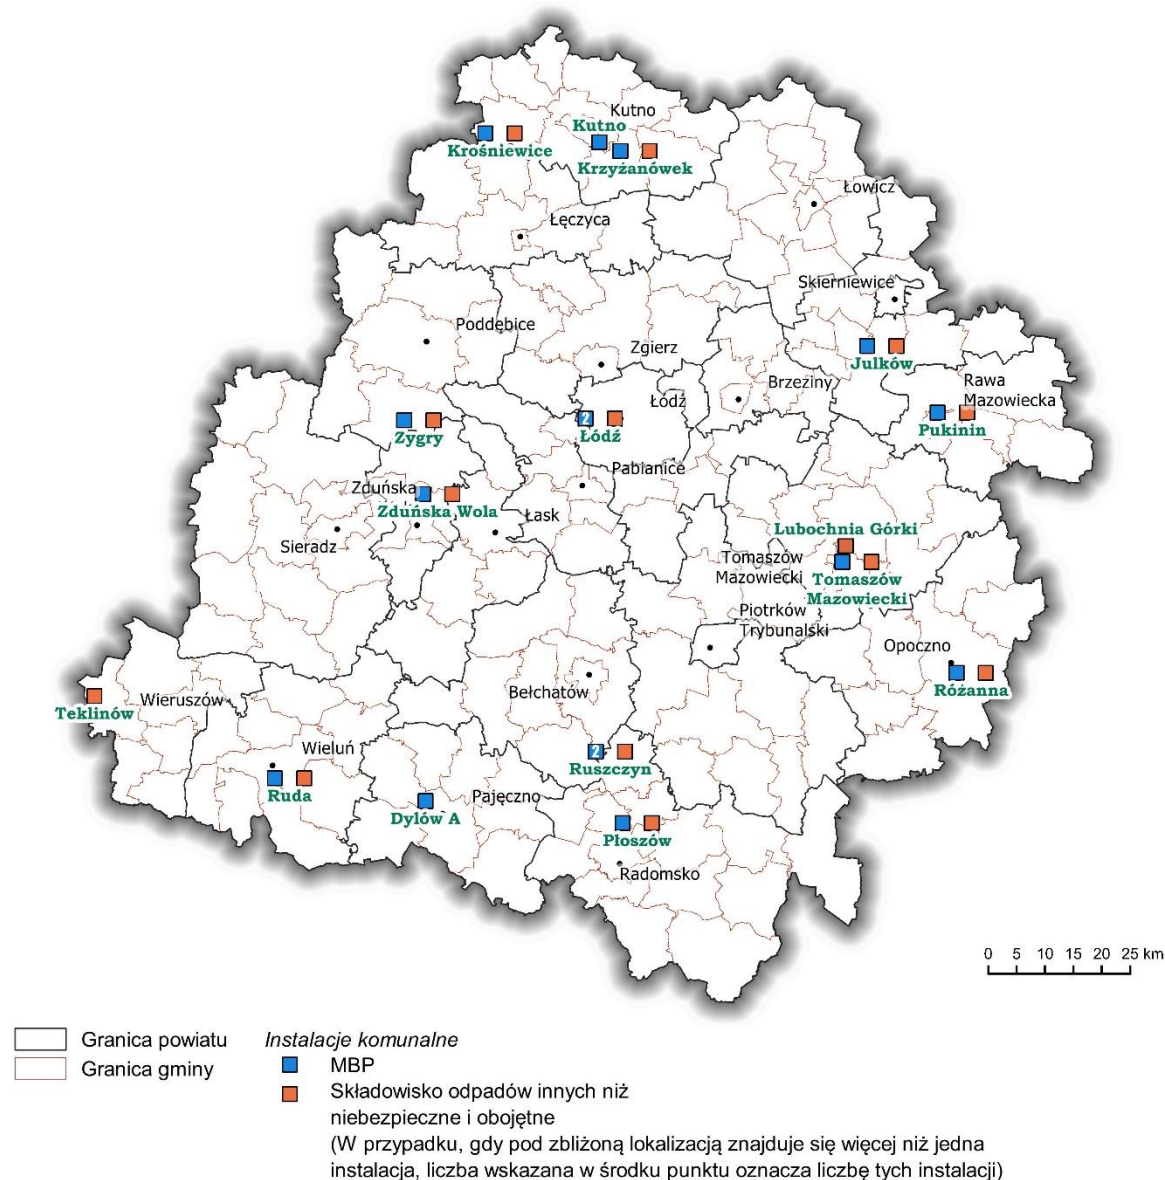 Kutno
Kutno
Krośniewice
Krzyżanówek
Łowicz
Łęczyca
Skierniewice
Poddębice
Zgierz
Julków
Brzeziny
Rawa
Mazowiecka
Łódź
Zygry
2
Łódź
Pukinin
Pabianice
Zduńska
Zduńska Wola
Łask
Sieradz
Lubochnia Górki
Tomaszów
Mazowiecki
Tomaszów
Mazowiecki
Piotrków
Trybunalski
Opoczno
Różanna
Bełchatów
Wieruszów
Teklinów
Wieluń
2
Ruszczyn
Ruda
Pajęczno
Dylów A
Płoszów
Radomsko
0 5 10 15 20 25 km
Granica powiatu
Granica gminy
Instalacje komunalne
MBP
Składowisko odpadów innych niż
niebezpieczne i obojętne
(W przypadku, gdy pod zbliżoną lokalizacją znajduje się więcej niż jedna
instalacja, liczba wskazana w środku punktu oznacza liczbę tych instalacji)